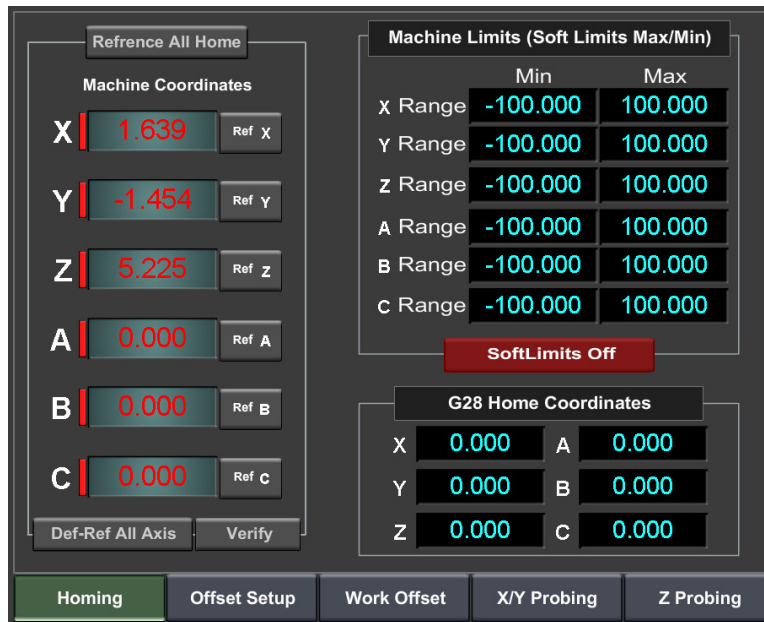 Refrence All Home
Machine Coordinates
X 1.639 Ref X
Y -1.454 Ref Y
Z 5.225 Ref Z
A 0.000 Ref A
B 0.000 Ref B
C 0.000 Ref C
Def-Ref All Axis Verify
Machine Limits (Soft Limits Max/Min)
Min Max
X Range -100.000 100.000
Y Range -100.000 100.000
Z Range -100.000 100.000
A Range -100.000 100.000
B Range -100.000 100.000
C Range -100.000 100.000
SoftLimits Off
G28 Home Coordinates
X 0.000 A 0.000
Y 0.000 B 0.000
Z 0.000 C 0.000
Homing Offset Setup Work Offset X/Y Probing Z Probing